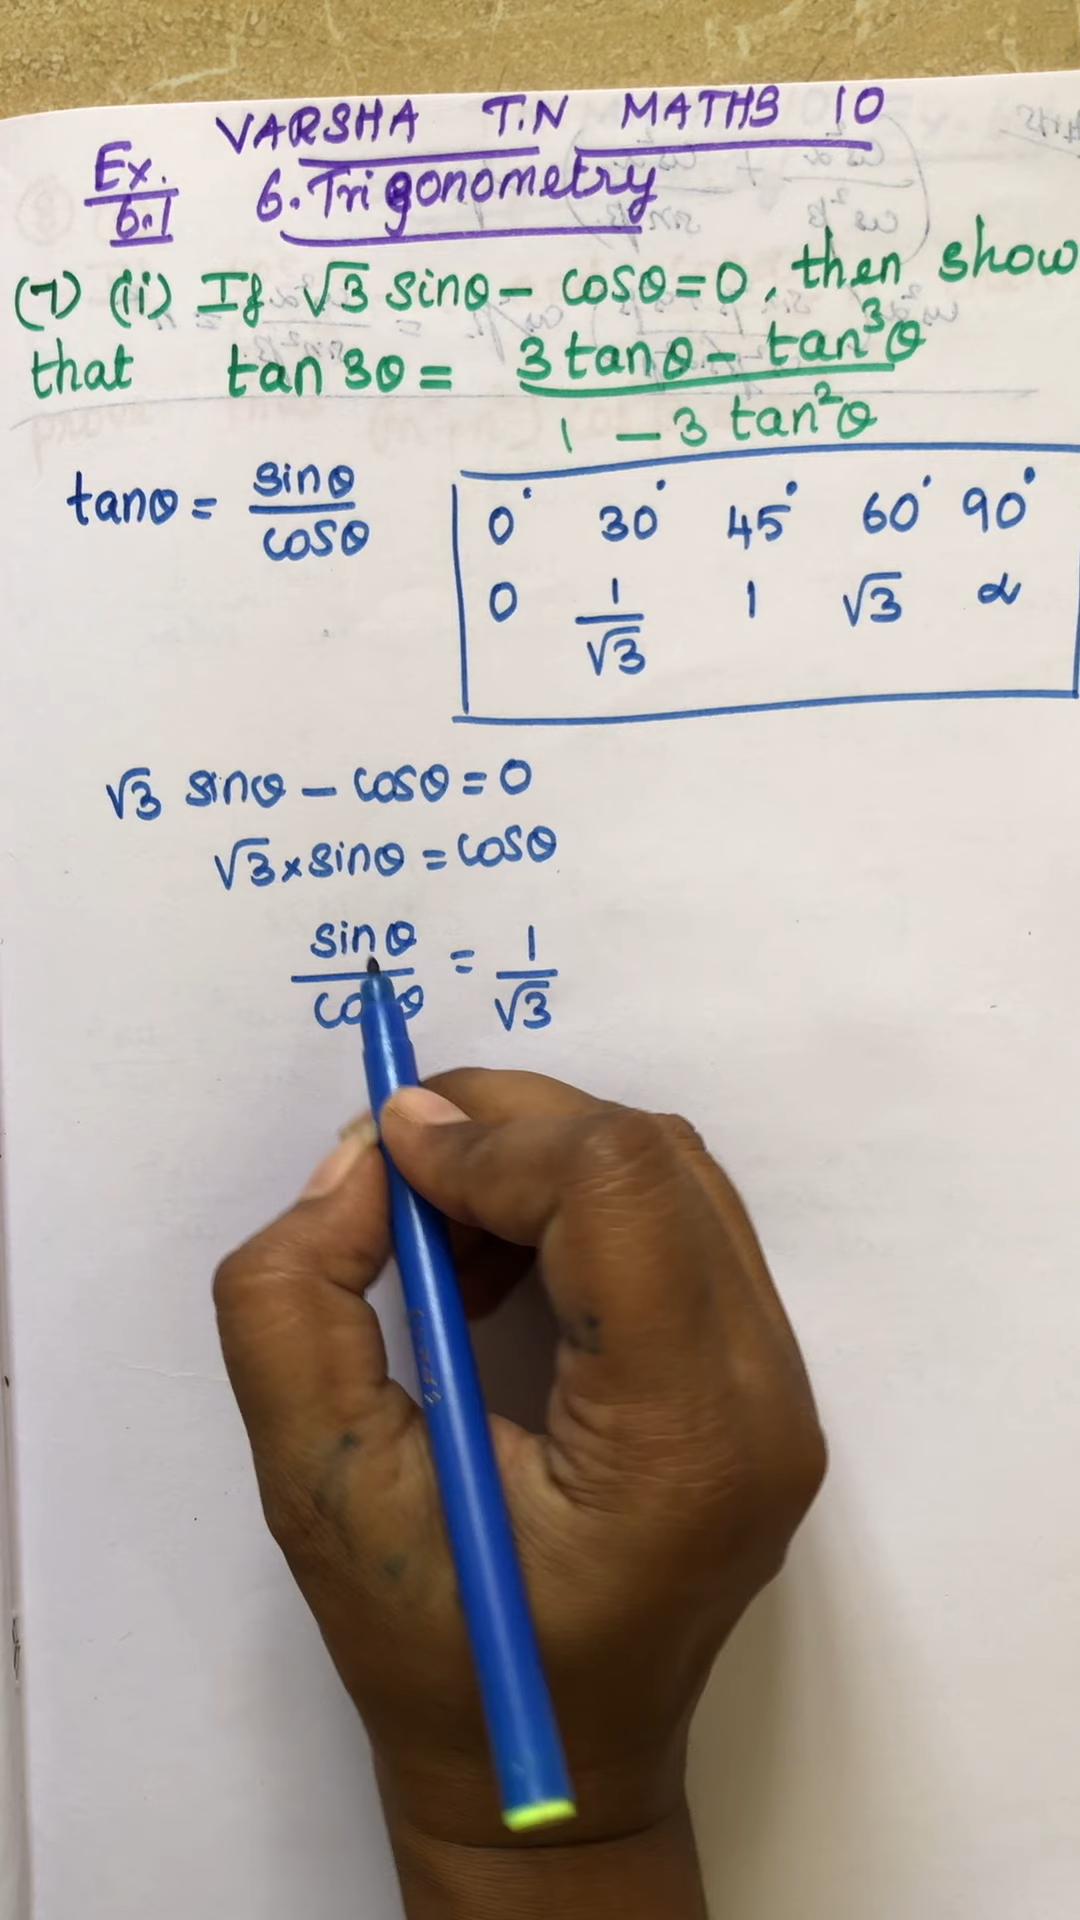 VARSHA T.N MATHS 10
Ex. 6.1
6. Trigonometry
(7) (ii) If √3 sinθ - cosθ = 0, then show
that tan 3θ = (3 tanθ - tan³θ) / (1 - 3 tan²θ)
tanθ = sinθ / cosθ
0° 30° 45° 60° 90°
0 1/√3 1 √3 ∝
√3 sinθ - cosθ = 0
√3 × sinθ = cosθ
sinθ / cosθ = 1/√3